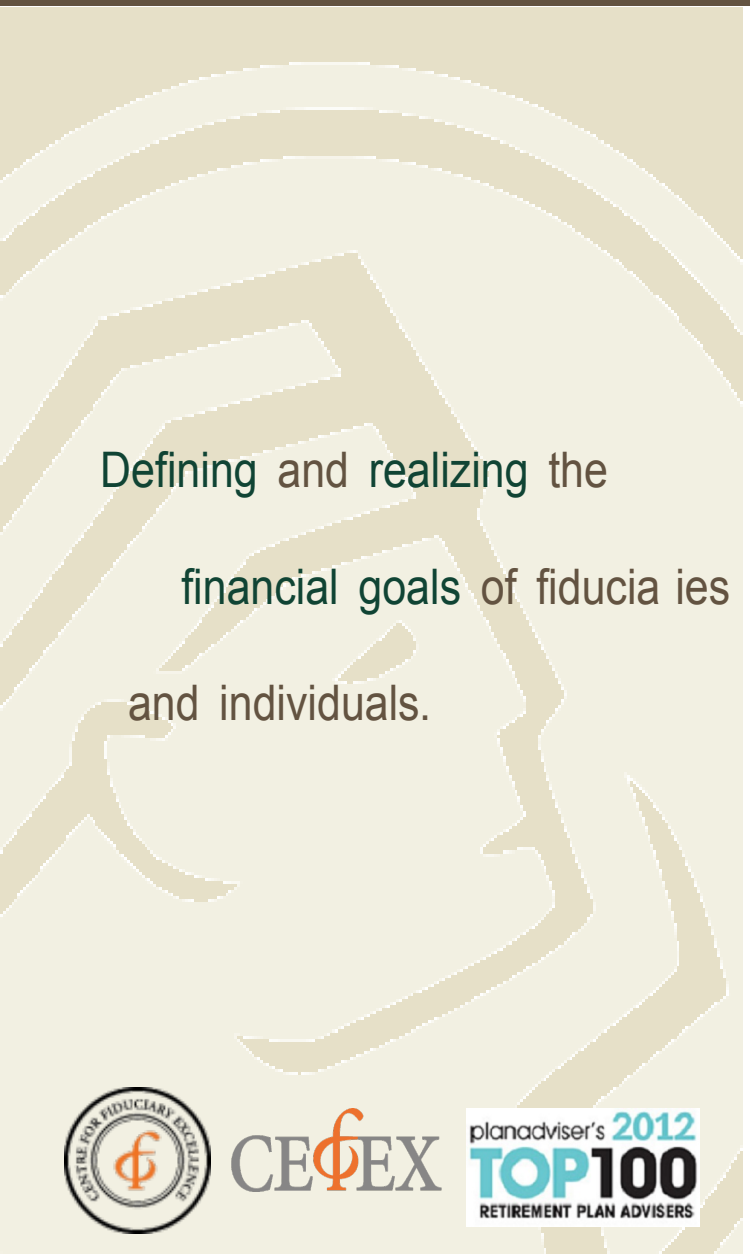 Defining and realizing the
financial goals of fiducia ies
and individuals.
CENTRE FOR FIDUCIARY EXCELLENCE
CEFEX
planadviser's 2012
TOP100
RETIREMENT PLAN ADVISERS